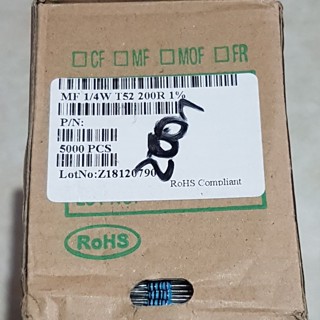 CF MF MOF FR
MF 1/4W T52 200R 1%
P/N:
5000 PCS
LotNo:Z18120790
RoHS Compliant
RoHS